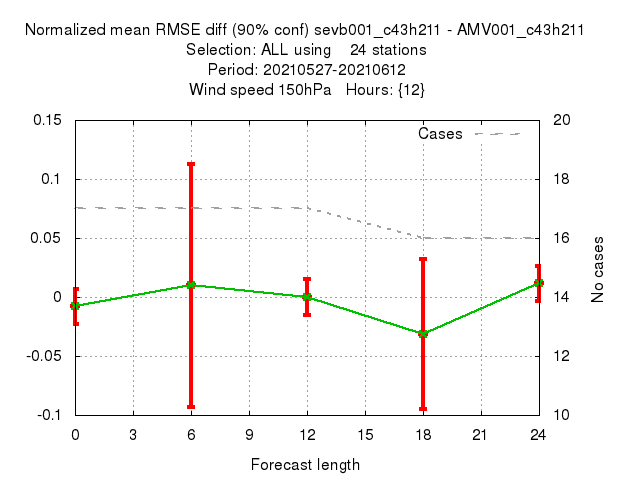 Normalized mean RMSE diff (90% conf) sevb001_c43h211 - AMV001_c43h211
Selection: ALL using    24 stations
Period: 20210527-20210612
Wind speed 150hPa   Hours: {12}
Cases
0.15
0.1
0.05
0
-0.05
-0.1
20
18
16
14
12
10
No cases
0 3 6 9 12 15 18 21 24
Forecast length